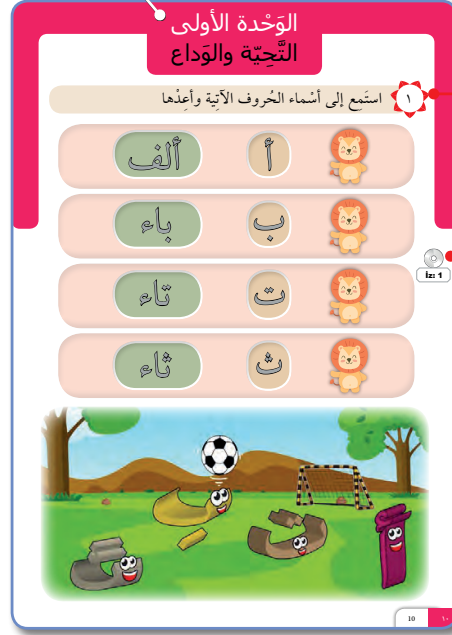 الوَحْدة الأولى
التَّحِيّة والوَداع
١ استَمِع إلى أسْماء الحُروف الآتِية وأعِدْها
أ ألف
ب باء
ت تاء
ث ثاء
İz: 1
10 ١٠